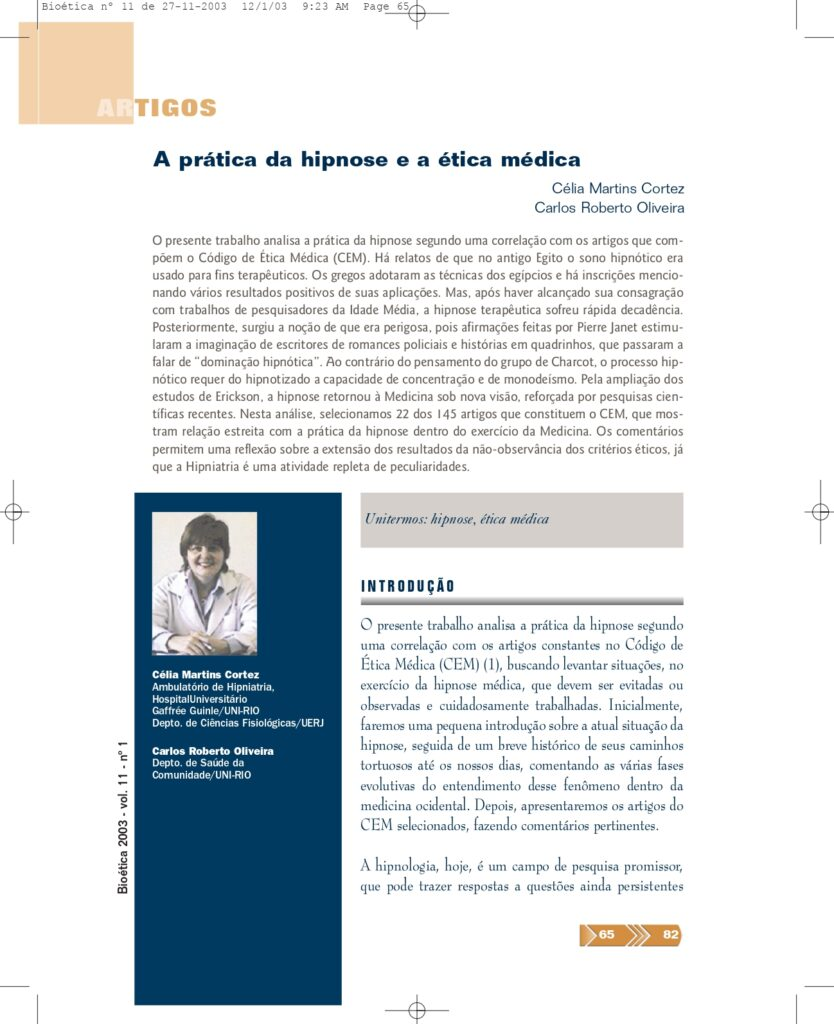 Bioética nº 11 de 27-11-2003 12/1/03 9:23 AM Page 65
ARTIGOS
A prática da hipnose e a ética médica
Célia Martins Cortez
Carlos Roberto Oliveira
O presente trabalho analisa a prática da hipnose segundo uma correlação com os artigos que com-
põem o Código de Ética Médica (CEM). Há relatos de que no antigo Egito o sono hipnótico era
usado para fins terapêuticos. Os gregos adotaram as técnicas dos egípcios e há inscrições mencio-
nando vários resultados positivos de suas aplicações. Mas, após haver alcançado sua consagração
com trabalhos de pesquisadores da Idade Média, a hipnose terapêutica sofreu rápida decadência.
Posteriormente, surgiu a noção de que era perigosa, pois afirmações feitas por Pierre Janet estimu-
laram a imaginação de escritores de romances policiais e histórias em quadrinhos, que passaram a
falar de "dominação hipnótica". Ao contrário do pensamento do grupo de Charcot, o processo hip-
nótico requer do hipnotizado a capacidade de concentração e de monodeísmo. Pela ampliação dos
estudos de Erickson, a hipnose retornou à Medicina sob nova visão, reforçada por pesquisas cien-
tíficas recentes. Nesta análise, selecionamos 22 dos 145 artigos que constituem o CEM, que mos-
tram relação estreita com a prática da hipnose dentro do exercício da Medicina. Os comentários
permitem uma reflexão sobre a extensão dos resultados da não-observância dos critérios éticos, já
que a Hipniatria é uma atividade repleta de peculiaridades.
Unitermos: hipnose, ética médica
INTRODUÇÃO
O presente trabalho analisa a prática da hipnose segundo
uma correlação com os artigos constantes no Código de
Ética Médica (CEM) (1), buscando levantar situações, no
exercício da hipnose médica, que devem ser evitadas ou
observadas e cuidadosamente trabalhadas. Inicialmente,
faremos uma pequena introdução sobre a atual situação da
hipnose, seguida de um breve histórico de seus caminhos
tortuosos até os nossos dias, comentando as várias fases
evolutivas do entendimento desse fenômeno dentro da
medicina ocidental. Depois, apresentaremos os artigos do
CEM selecionados, fazendo comentários pertinentes.
A hipnologia, hoje, é um campo de pesquisa promissor,
que pode trazer respostas a questões ainda persistentes
Célia Martins Cortez
Ambulatório de Hipniatria,
HospitalUniversitário
Gaffrée Guinle/UNI-RIO
Depto. de Ciências Fisiológicas/UERJ
Carlos Roberto Oliveira
Depto. de Saúde da
Comunidade/UNI-RIO
Bioética 2003 - vol. 11 - nº 1
65 82